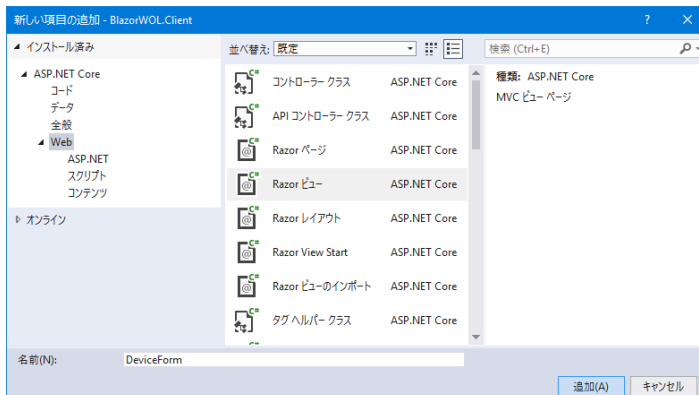 新しい項目の追加 - BlazorWOL.Client
? ×
インストール済み
並べ替え: 既定
検索 (Ctrl+E)
ASP.NET Core
コード
データ
全般
Web
ASP.NET
スクリプト
コンテンツ
オンライン
C# コントローラー クラス ASP.NET Core
C# API コントローラー クラス ASP.NET Core
C# @ Razor ページ ASP.NET Core
C# @ Razor ビュー ASP.NET Core
C# @ Razor レイアウト ASP.NET Core
C# @ Razor View Start ASP.NET Core
C# @ Razor ビューのインポート ASP.NET Core
C# タグ ヘルパー クラス ASP.NET Core
種類: ASP.NET Core
MVC ビュー ページ
名前(N): DeviceForm
追加(A) キャンセル